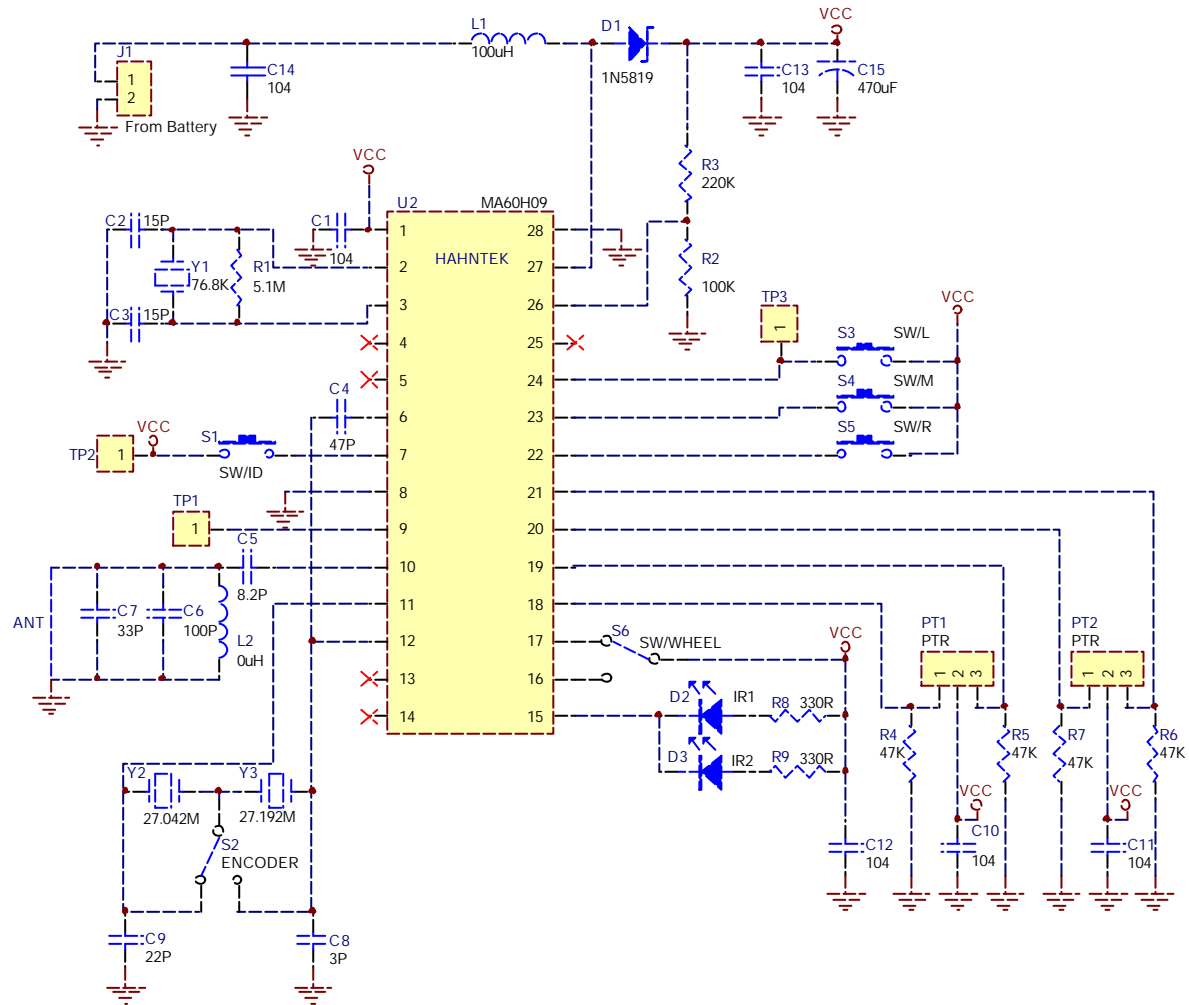 L1
100uH
D1
1N5819
VCC
J1
1
2
From Battery
C14
104
C13
104
C15
470uF
VCC
R3
220K
R2
100K
U2
MA60H09
HAHNTEK
C1
104
C2
15P
Y1
76.8K
R1
5.1M
C3
15P
1
2
3
4
5
6
7
8
9
10
11
12
13
14
28
27
26
25
24
23
22
21
20
19
18
17
16
15
TP3
1
VCC
S3
SW/L
S4
SW/M
S5
SW/R
C4
47P
VCC
TP2
1
S1
SW/ID
TP1
1
C5
8.2P
ANT
C7
33P
C6
100P
L2
0uH
S6
SW/WHEEL
VCC
D2
IR1
R8
330R
D3
IR2
R9
330R
C12
104
PT1
PTR
1
2
3
PT2
PTR
1
2
3
R4
47K
R5
47K
R7
47K
R6
47K
VCC
C10
104
VCC
C11
104
Y2
27.042M
Y3
27.192M
S2
ENCODER
C9
22P
C8
3P